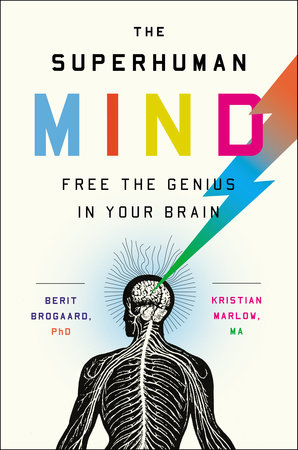 THE
SUPERHUMAN
MIND
FREE THE GENIUS
IN YOUR BRAIN
BERIT
BROGAARD,
PhD
KRISTIAN
MARLOW,
MA